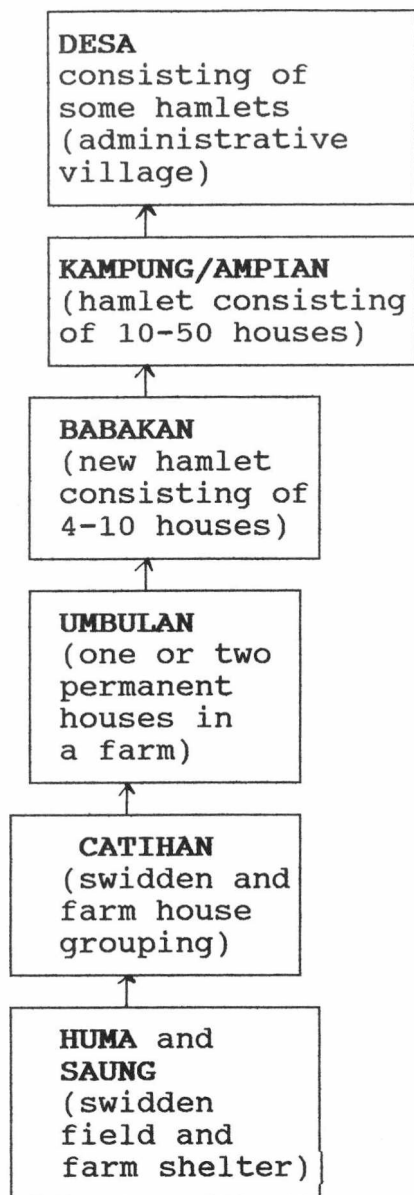 DESA
consisting of
some hamlets
(administrative
village)
KAMPUNG/AMPIAN
(hamlet consisting
of 10-50 houses)
BABAKAN
(new hamlet
consisting of
4-10 houses)
UMBULAN
(one or two
permanent
houses in
a farm)
CATIHAN
(swidden and
farm house
grouping)
HUMA and
SAUNG
(swidden
field and
farm shelter)